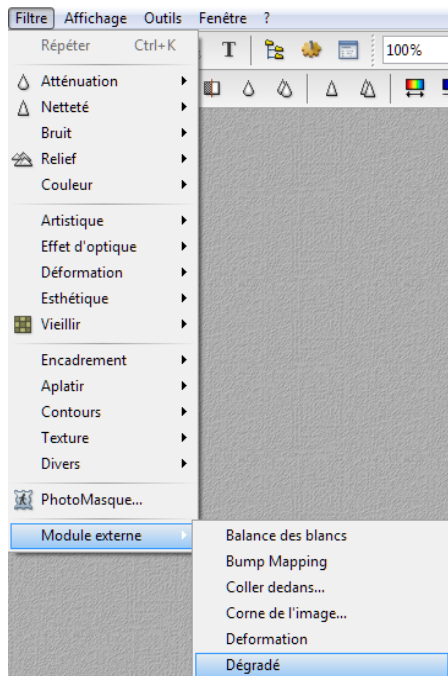 Filtre Affichage Outils Fenêtre ?
Répéter Ctrl+K
T 100%
Atténuation
Netteté
Bruit
Relief
Couleur
Artistique
Effet d'optique
Déformation
Esthétique
Vieillir
Encadrement
Aplatir
Contours
Texture
Divers
PhotoMasque...
Module externe
Balance des blancs
Bump Mapping
Coller dedans...
Corne de l'image...
Deformation
Dégradé